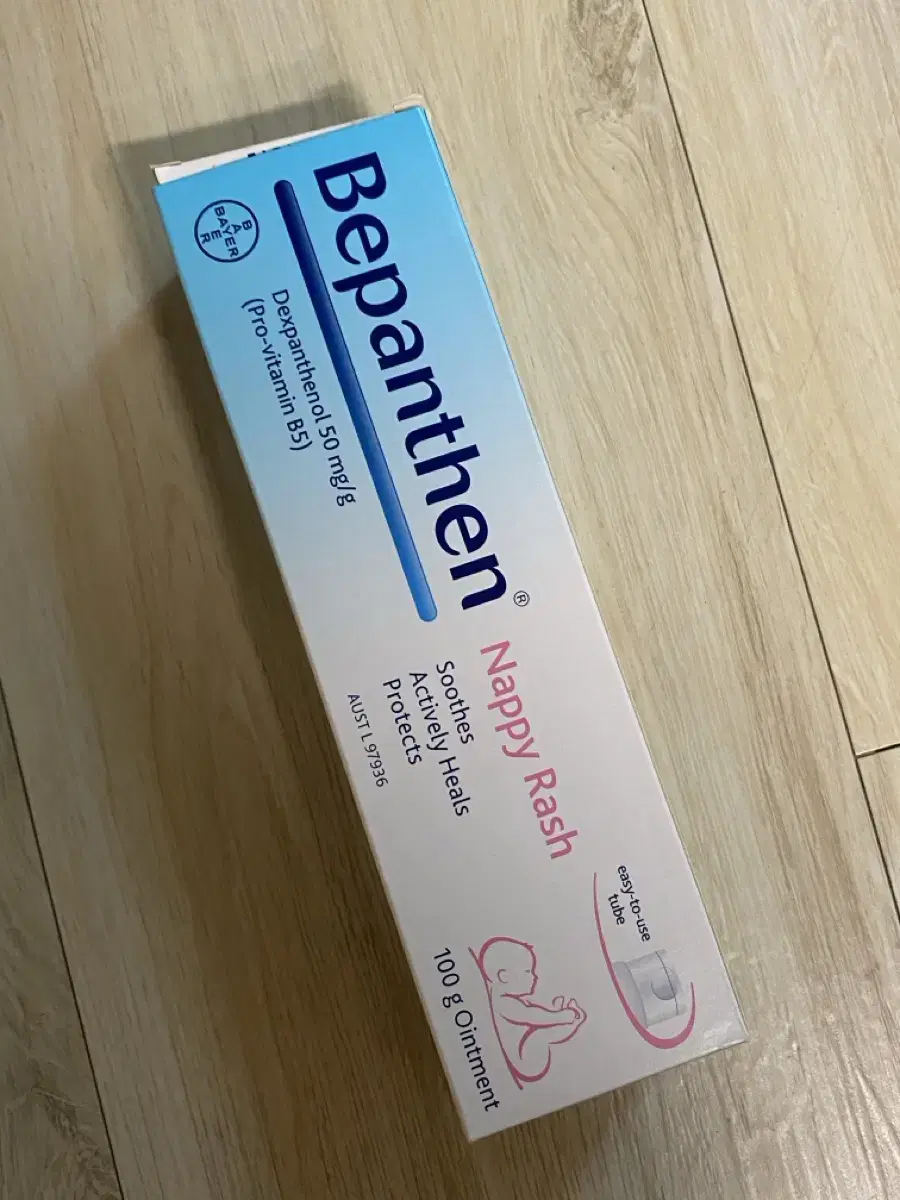 Bepanthen®
Nappy Rash
BAYER
BAYER
Dexpanthenol 50 mg/g
(Pro-vitamin B5)
Soothes
Actively Heals
Protects
AUST L 97936
easy-to-use
tube
100 g Ointment